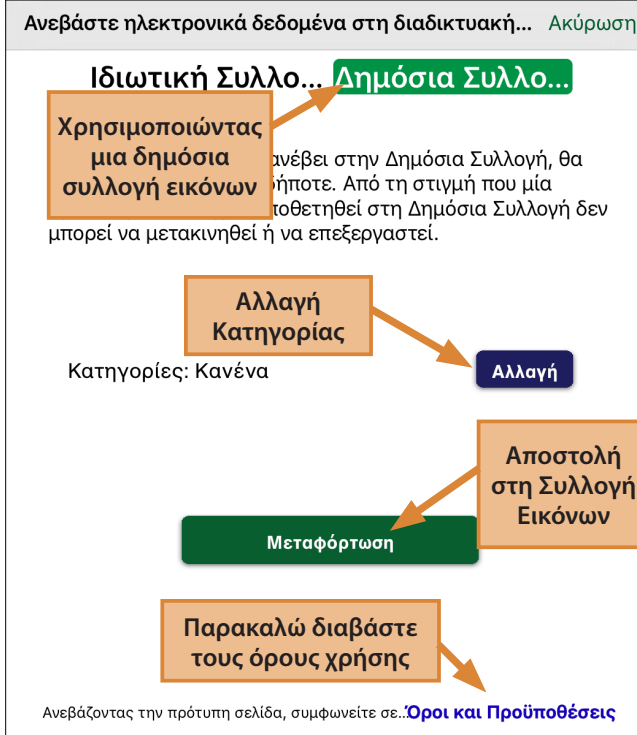 Ανεβάστε ηλεκτρονικά δεδομένα στη διαδικτυακή... Ακύρωση
Ιδιωτική Συλλο... Δημόσια Συλλο...
Χρησιμοποιώντας
μια δημόσια
συλλογή εικόνων
ανέβει στην Δημόσια Συλλογή, θα
Από τη στιγμή που μία
στη Δημόσια Συλλογή δεν
μπορεί να μετακινηθεί ή να επεξεργαστεί.
Αλλαγή
Κατηγορίας
Κατηγορίες: Κανένα
Αλλαγή
Αποστολή
στη Συλλογή
Εικόνων
Μεταφόρτωση
Παρακαλώ διαβάστε
τους όρους χρήσης
Ανεβάζοντας την πρότυπη σελίδα, συμφωνείτε σε...Όροι και Προϋποθέσεις